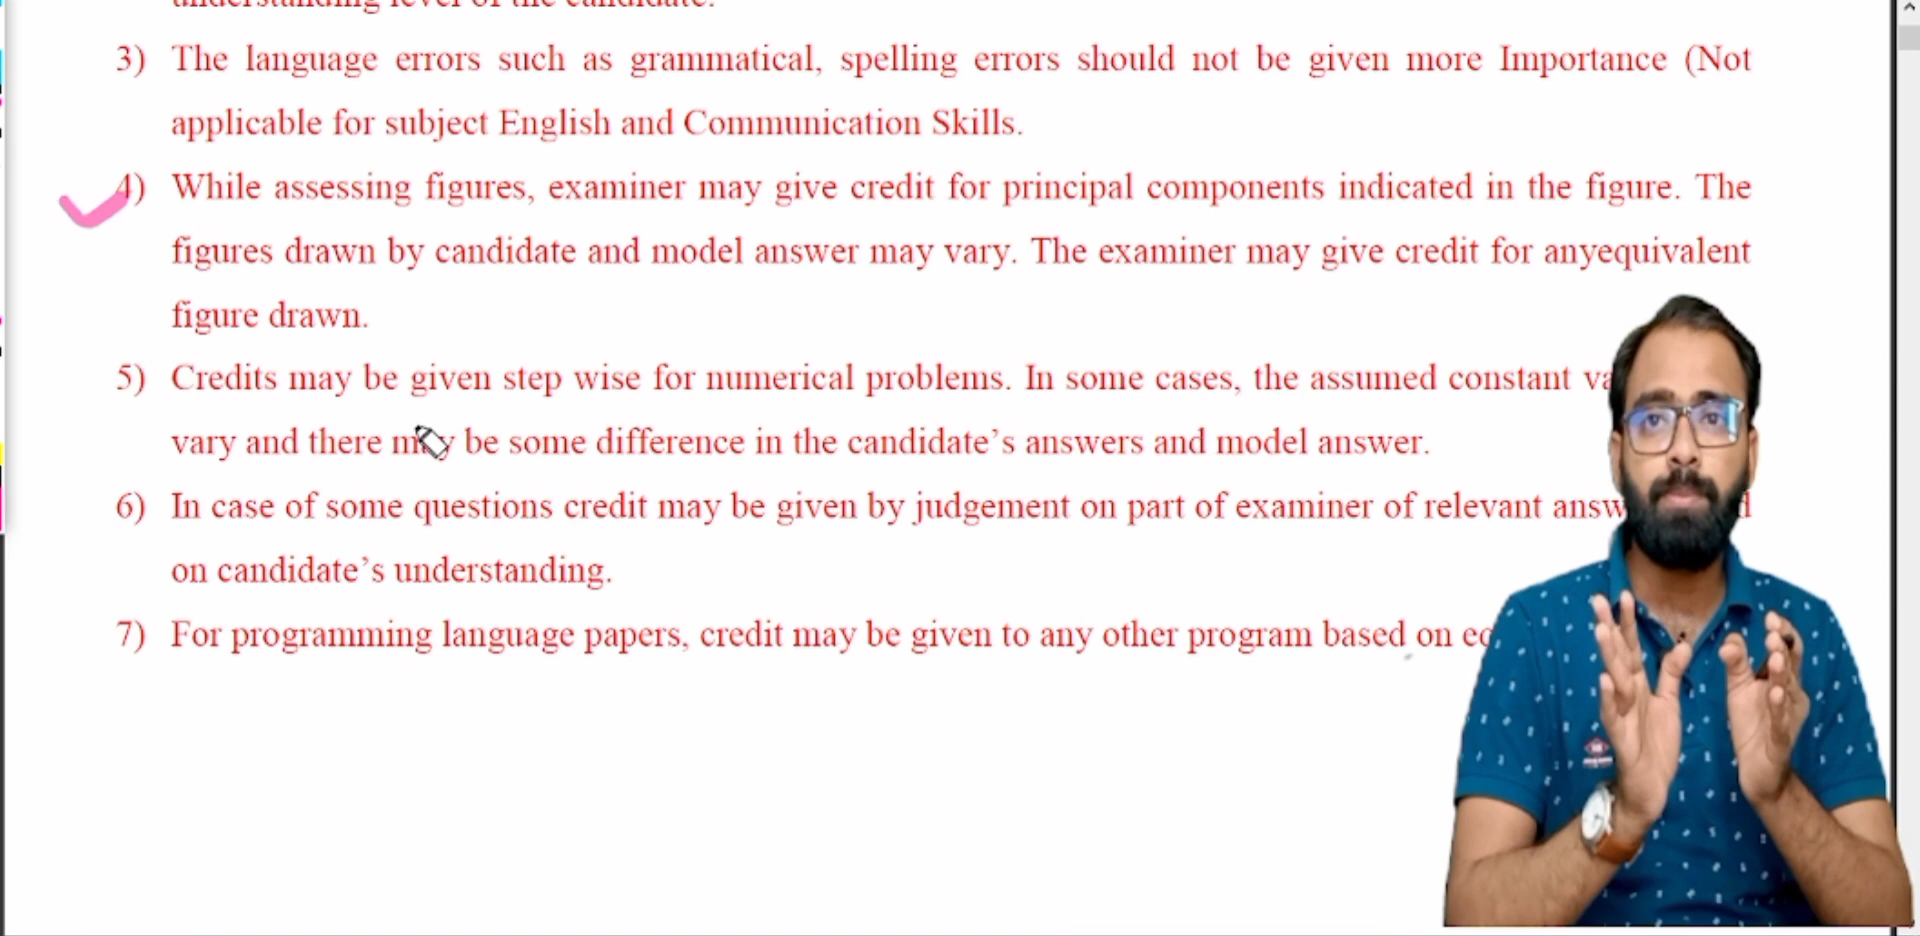 understanding level of the candidate.
3) The language errors such as grammatical, spelling errors should not be given more Importance (Not
applicable for subject English and Communication Skills.
4) While assessing figures, examiner may give credit for principal components indicated in the figure. The
figures drawn by candidate and model answer may vary. The examiner may give credit for anyequivalent
figure drawn.
5) Credits may be given step wise for numerical problems. In some cases, the assumed constant
vary and there may be some difference in the candidate’s answers and model answer.
6) In case of some questions credit may be given by judgement on part of examiner of relevant
on candidate’s understanding.
7) For programming language papers, credit may be given to any other program based on